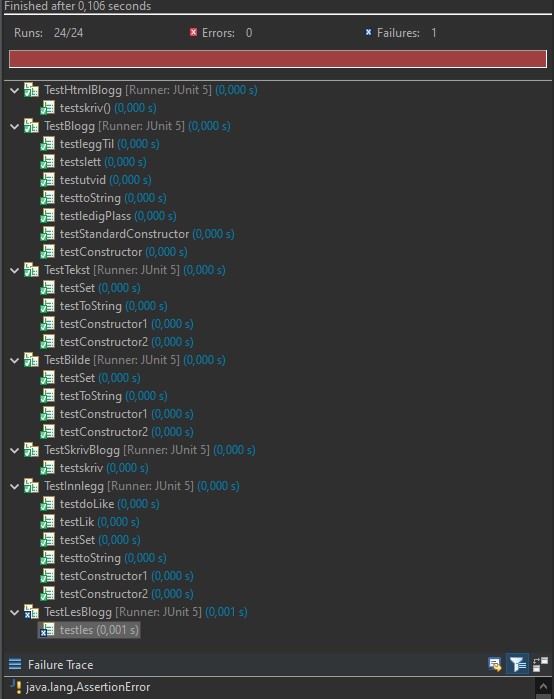 Finished after 0,106 seconds
Runs: 24/24 Errors: 0 Failures: 1
TestHtmlBlogg [Runner: JUnit 5] (0,000 s)
testskriv() (0,000 s)
TestBlogg [Runner: JUnit 5] (0,000 s)
testleggTil (0,000 s)
testslett (0,000 s)
testutvid (0,000 s)
testtoString (0,000 s)
testledigPlass (0,000 s)
testStandardConstructor (0,000 s)
testConstructor (0,000 s)
TestTekst [Runner: JUnit 5] (0,000 s)
testSet (0,000 s)
testToString (0,000 s)
testConstructor1 (0,000 s)
testConstructor2 (0,000 s)
TestBilde [Runner: JUnit 5] (0,000 s)
testSet (0,000 s)
testToString (0,000 s)
testConstructor1 (0,000 s)
testConstructor2 (0,000 s)
TestSkrivBlogg [Runner: JUnit 5] (0,000 s)
testskriv (0,000 s)
TestInnlegg [Runner: JUnit 5] (0,000 s)
testdoLike (0,000 s)
testLik (0,000 s)
testSet (0,000 s)
testtoString (0,000 s)
testConstructor1 (0,000 s)
testConstructor2 (0,000 s)
TestLesBlogg [Runner: JUnit 5] (0,001 s)
testles (0,001 s)
Failure Trace
java.lang.AssertionError